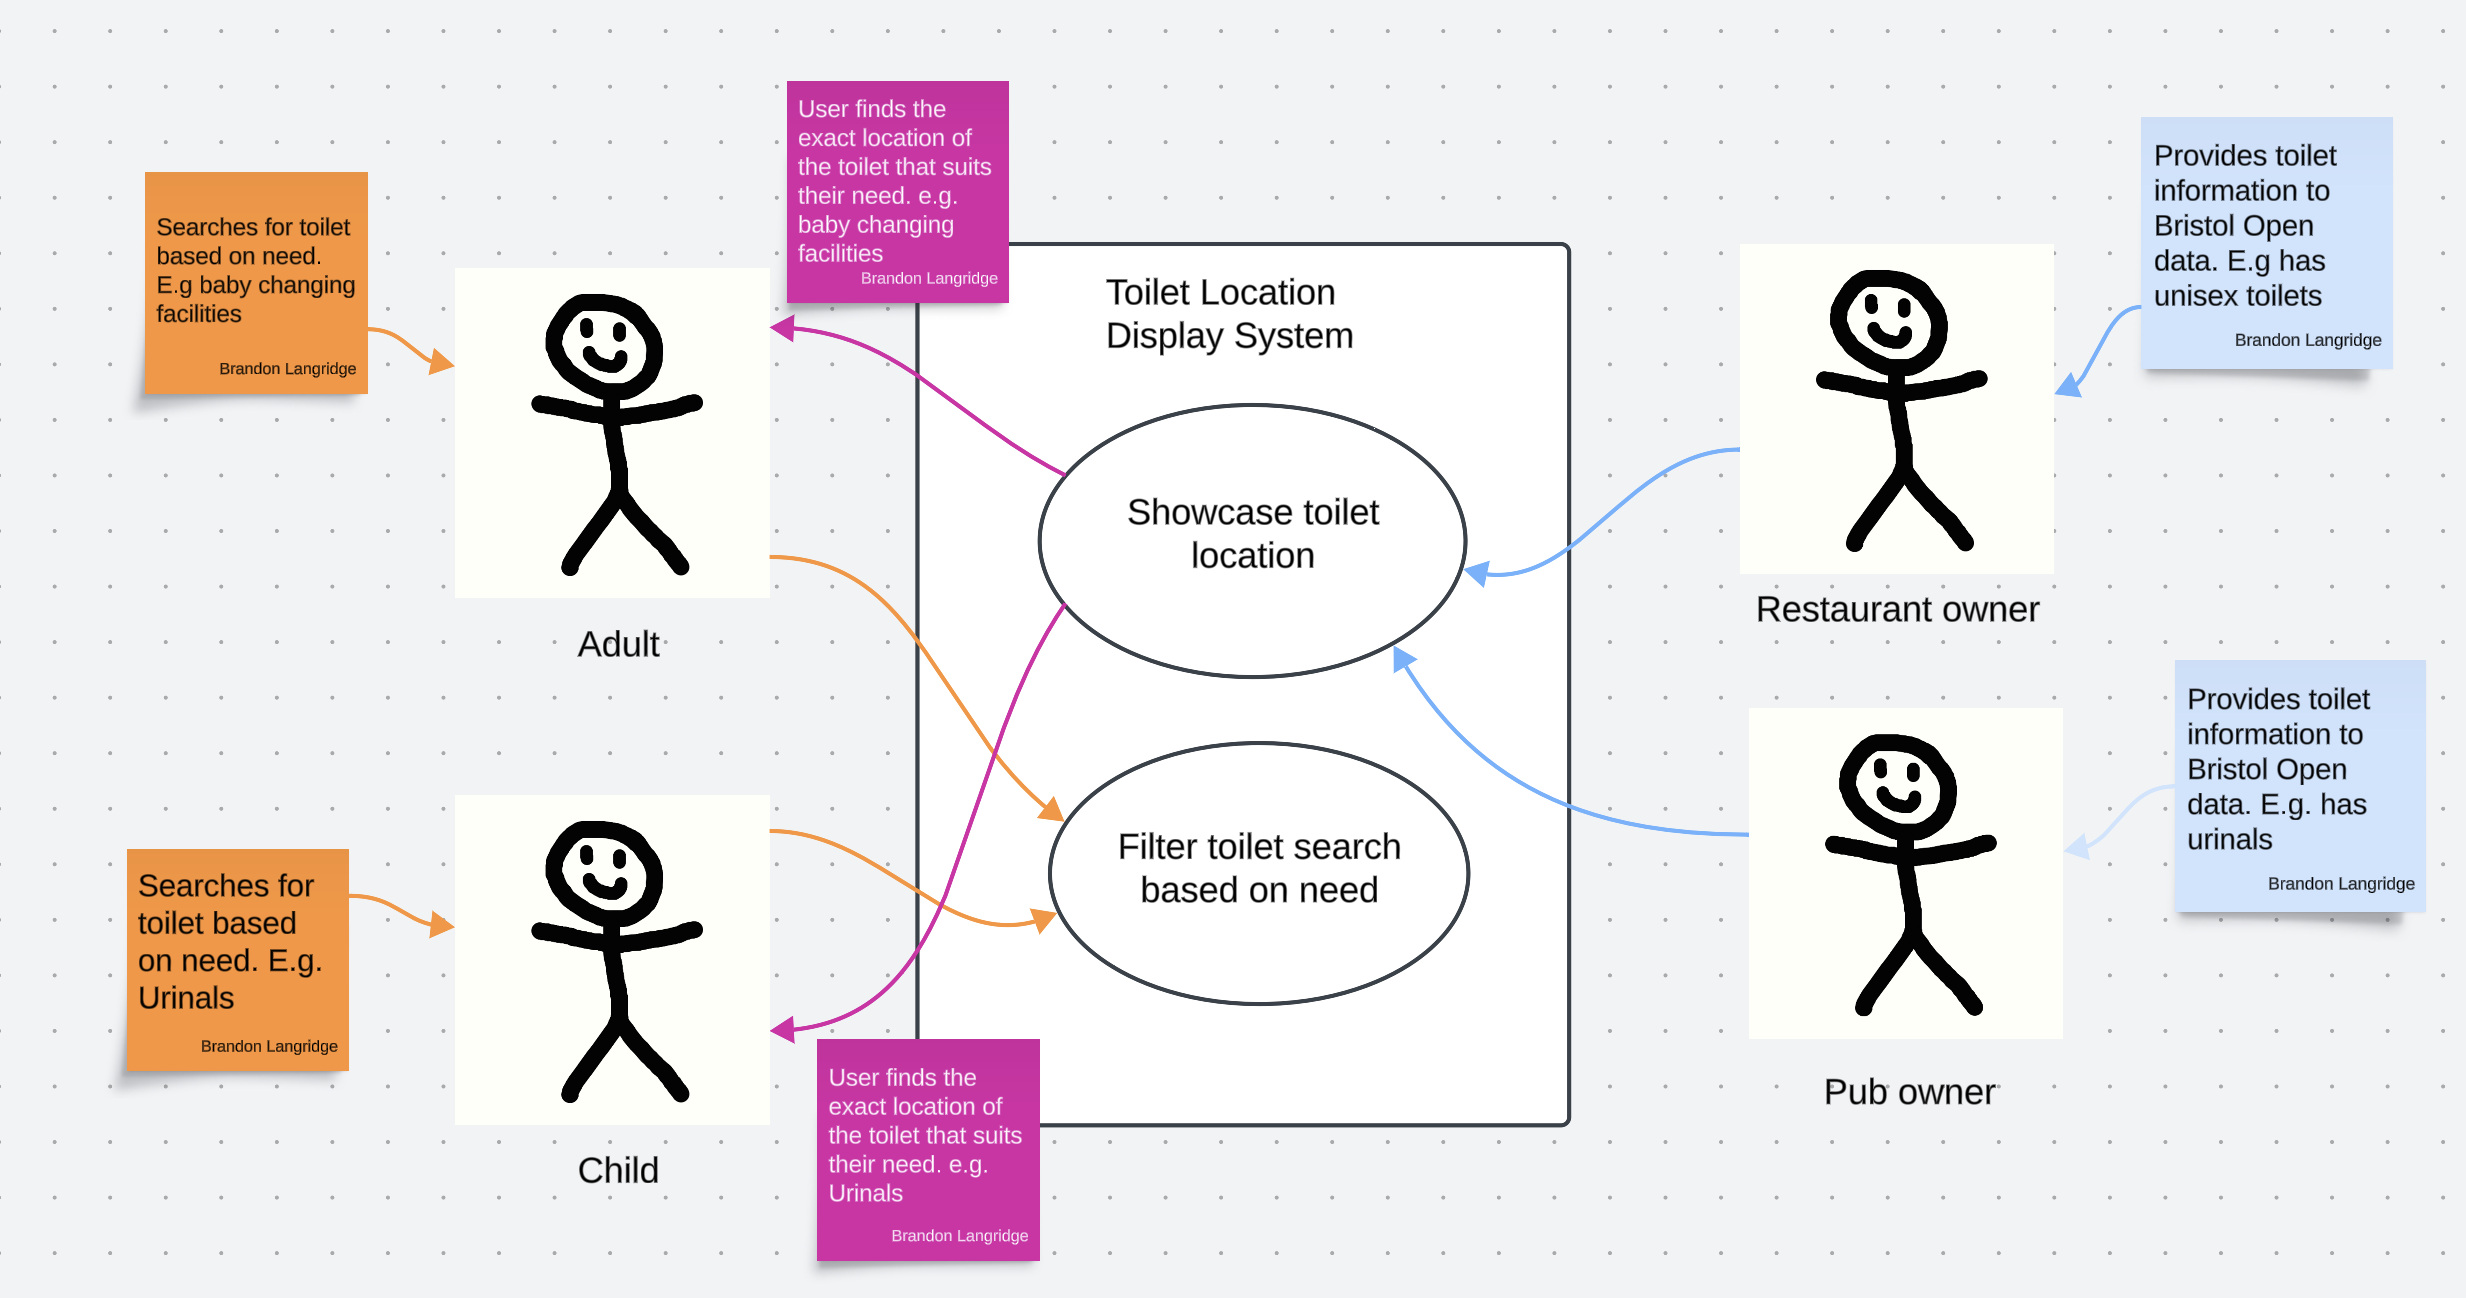 Searches for toilet
based on need.
E.g baby changing
facilities
Brandon Langridge
Adult
User finds the
exact location of
the toilet that suits
their need. e.g.
baby changing
facilities
Brandon Langridge
Toilet Location
Display System
Showcase toilet
location
Filter toilet search
based on need
Restaurant owner
Provides toilet
information to
Bristol Open
data. E.g has
unisex toilets
Brandon Langridge
Searches for
toilet based
on need. E.g.
Urinals
Brandon Langridge
Child
User finds the
exact location of
the toilet that suits
their need. e.g.
Urinals
Brandon Langridge
Pub owner
Provides toilet
information to
Bristol Open
data. E.g. has
urinals
Brandon Langridge